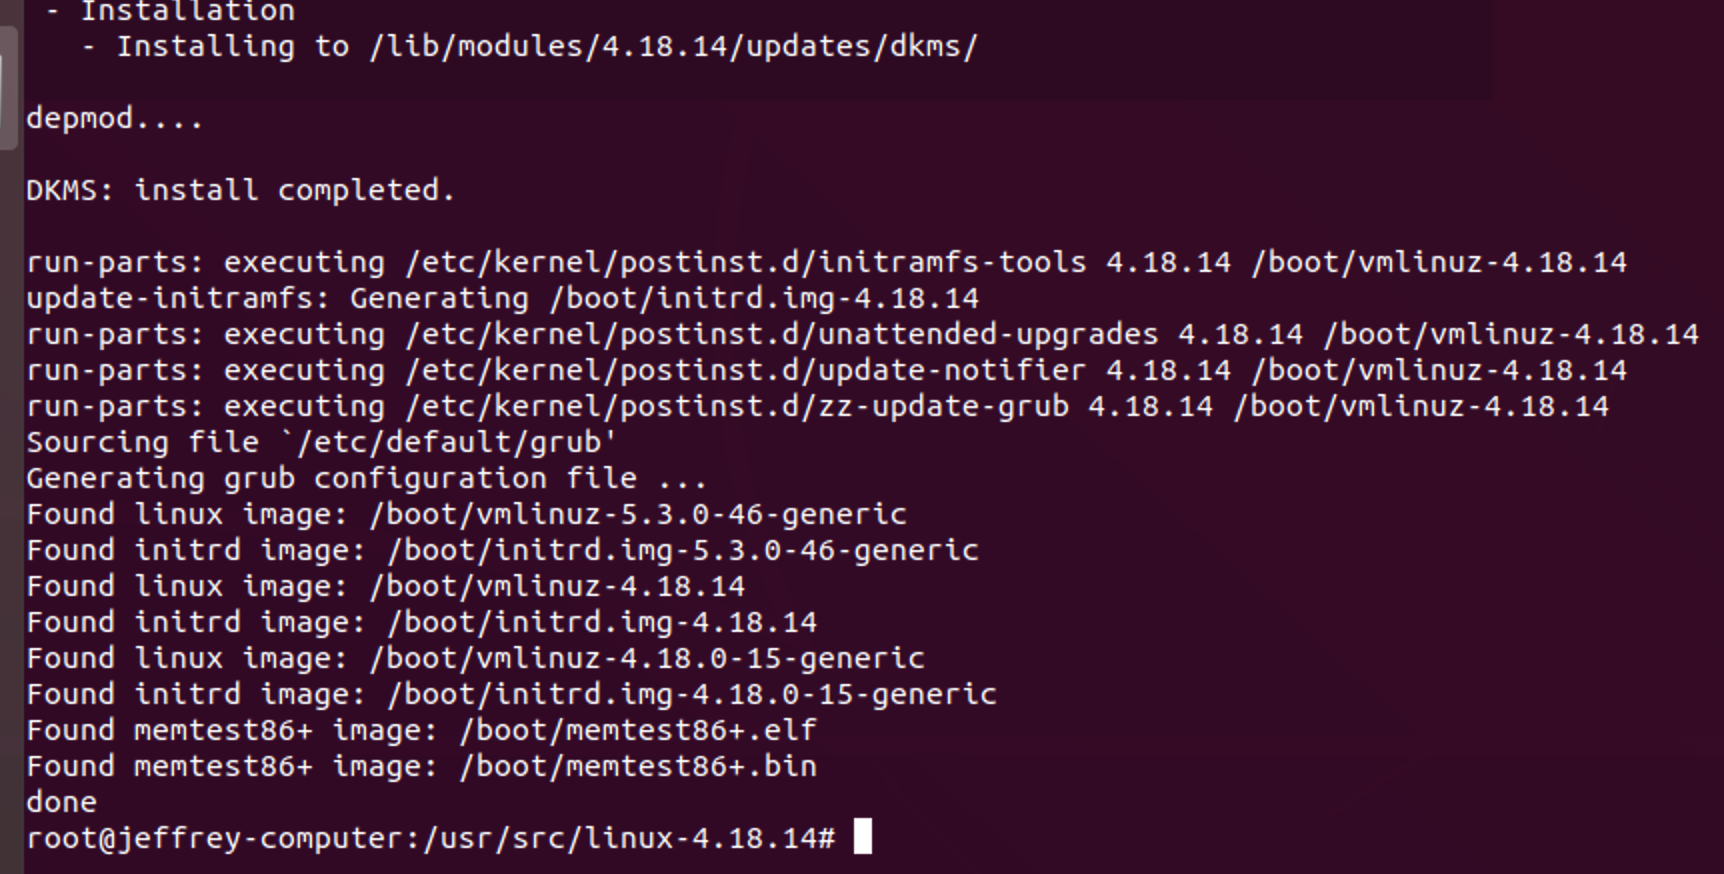 - Installation
- Installing to /lib/modules/4.18.14/updates/dkms/
depmod....
DKMS: install completed.
run-parts: executing /etc/kernel/postinst.d/initramfs-tools 4.18.14 /boot/vmlinuz-4.18.14
update-initramfs: Generating /boot/initrd.img-4.18.14
run-parts: executing /etc/kernel/postinst.d/unattended-upgrades 4.18.14 /boot/vmlinuz-4.18.14
run-parts: executing /etc/kernel/postinst.d/update-notifier 4.18.14 /boot/vmlinuz-4.18.14
run-parts: executing /etc/kernel/postinst.d/zz-update-grub 4.18.14 /boot/vmlinuz-4.18.14
Sourcing file `/etc/default/grub'
Generating grub configuration file ...
Found linux image: /boot/vmlinuz-5.3.0-46-generic
Found initrd image: /boot/initrd.img-5.3.0-46-generic
Found linux image: /boot/vmlinuz-4.18.14
Found initrd image: /boot/initrd.img-4.18.14
Found linux image: /boot/vmlinuz-4.18.0-15-generic
Found initrd image: /boot/initrd.img-4.18.0-15-generic
Found memtest86+ image: /boot/memtest86+.elf
Found memtest86+ image: /boot/memtest86+.bin
done
root@jeffrey-computer:/usr/src/linux-4.18.14#